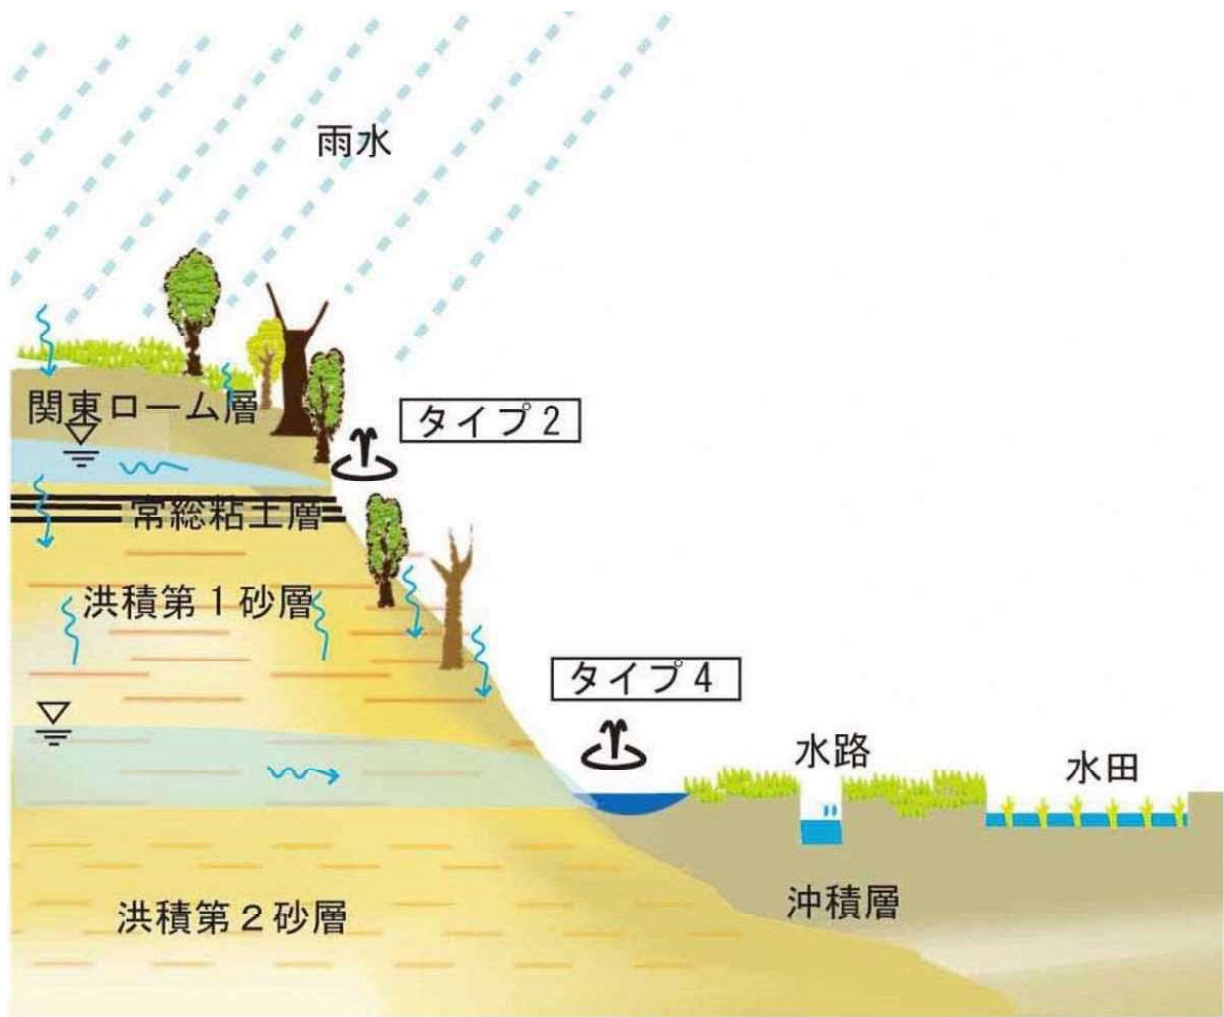 雨水
関東ローム層
タイプ２
常総粘土層
洪積第１砂層
タイプ４
水路
水田
沖積層
洪積第２砂層